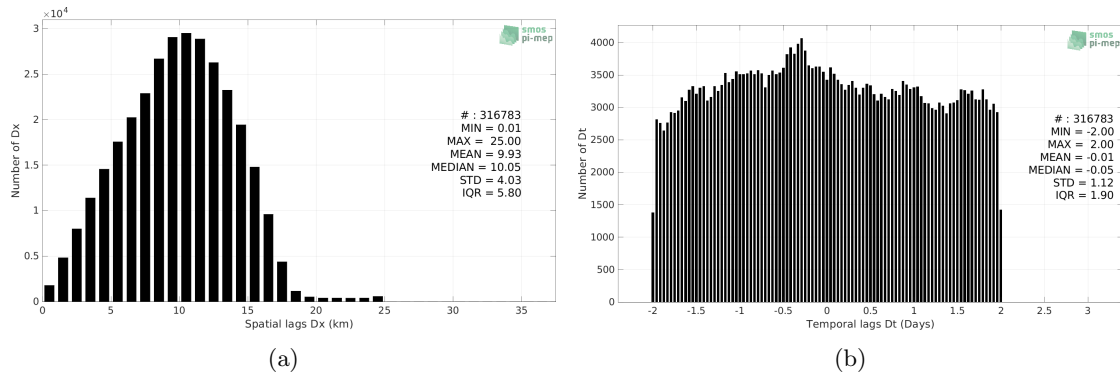 ×10⁴
3
2.5
2
1.5
1
0.5
0
Number of Dx
0 5 10 15 20 25 30 35
Spatial lags Dx (km)
smos
pi-mep
# : 316783
MIN = 0.01
MAX = 25.00
MEAN = 9.93
MEDIAN = 10.05
STD = 4.03
IQR = 5.80
(a)
4000
3500
3000
2500
2000
1500
1000
500
0
Number of Dt
-2 -1.5 -1 -0.5 0 0.5 1 1.5 2 2.5 3
Temporal lags Dt (Days)
smos
pi-mep
# : 316783
MIN = -2.00
MAX = 2.00
MEAN = -0.01
MEDIAN = -0.05
STD = 1.12
IQR = 1.90
(b)